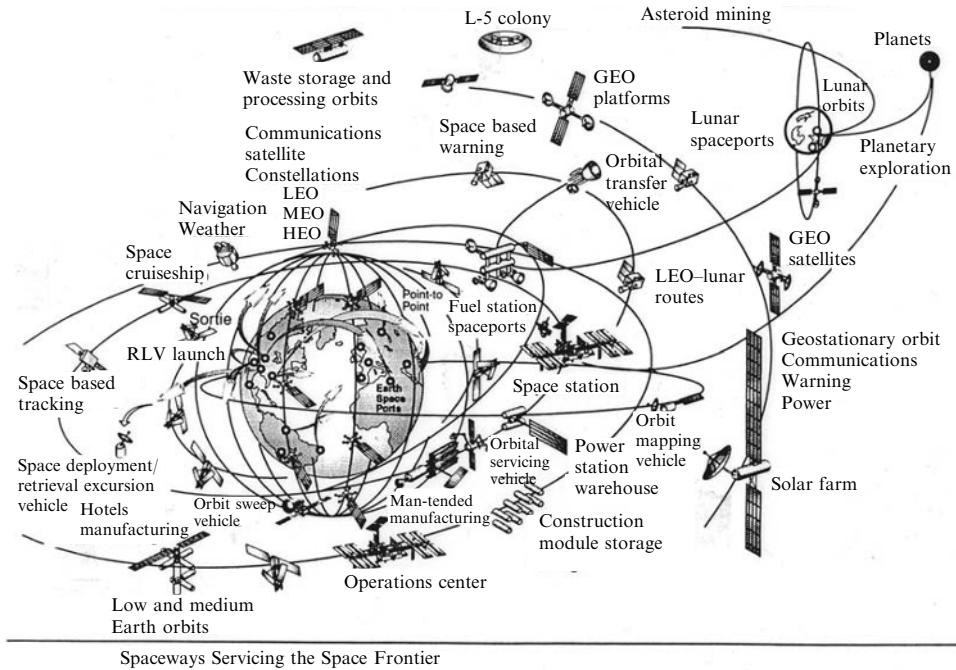 L-5 colony
Asteroid mining
Planets
Waste storage and
processing orbits
GEO
platforms
Lunar
orbits
Lunar
spaceports
Communications
satellite
Constellations
LEO
MEO
HEO
Space based
warning
Orbital
transfer
vehicle
Planetary
exploration
Navigation
Weather
GEO
satellites
Space
cruiseship
LEO–lunar
routes
Point-to
Point
Fuel station
spaceports
Sortie
RLV launch
Geostationary orbit
Communications
Warning
Power
Space based
tracking
Space station
Earth
Space
Ports
Orbit
mapping
vehicle
Orbital
servicing
vehicle
Power
station
warehouse
Space deployment/
retrieval excursion
vehicle
Solar farm
Hotels
manufacturing
Orbit sweep
vehicle
Man-tended
manufacturing
Construction
module storage
Operations center
Low and medium
Earth orbits
Spaceways Servicing the Space Frontier